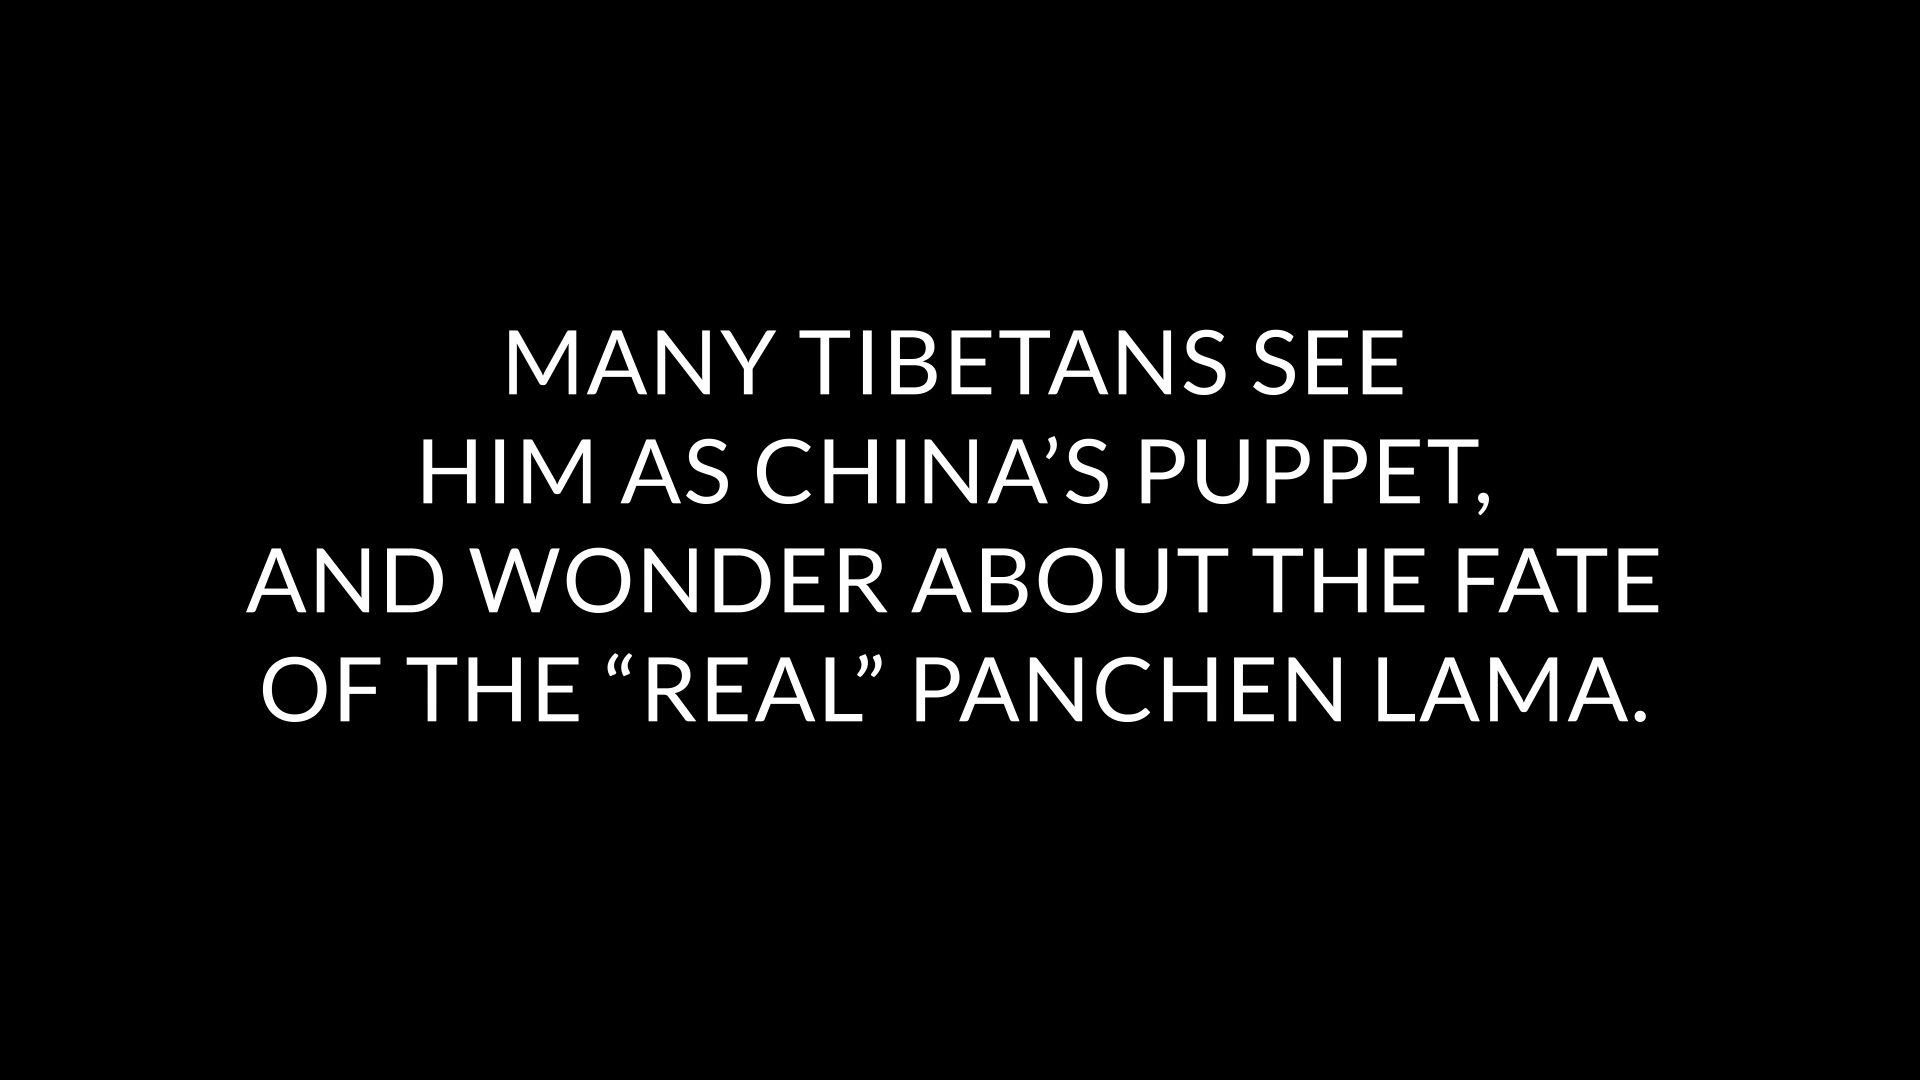 MANY TIBETANS SEE
HIM AS CHINA’S PUPPET,
AND WONDER ABOUT THE FATE
OF THE “REAL” PANCHEN LAMA.